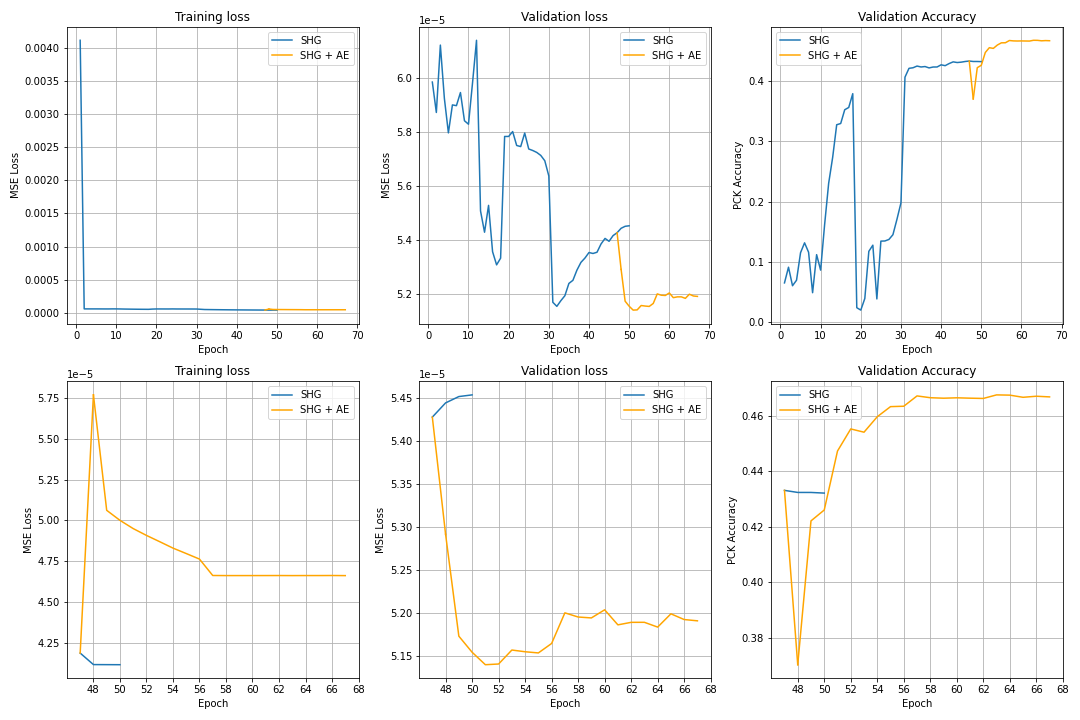 Training loss
SHG
SHG + AE
MSE Loss
0.0040
0.0035
0.0030
0.0025
0.0020
0.0015
0.0010
0.0005
0.0000
0 10 20 30 40 50 60 70
Epoch
Validation loss
1e−5
SHG
SHG + AE
MSE Loss
6.0
5.8
5.6
5.4
5.2
0 10 20 30 40 50 60 70
Epoch
Validation Accuracy
SHG
SHG + AE
PCK Accuracy
0.4
0.3
0.2
0.1
0.0
0 10 20 30 40 50 60 70
Epoch
Training loss
1e−5
SHG
SHG + AE
MSE Loss
5.75
5.50
5.25
5.00
4.75
4.50
4.25
48 50 52 54 56 58 60 62 64 66 68
Epoch
Validation loss
1e−5
SHG
SHG + AE
MSE Loss
5.45
5.40
5.35
5.30
5.25
5.20
5.15
48 50 52 54 56 58 60 62 64 66 68
Epoch
Validation Accuracy
SHG
SHG + AE
PCK Accuracy
0.46
0.44
0.42
0.40
0.38
48 50 52 54 56 58 60 62 64 66 68
Epoch